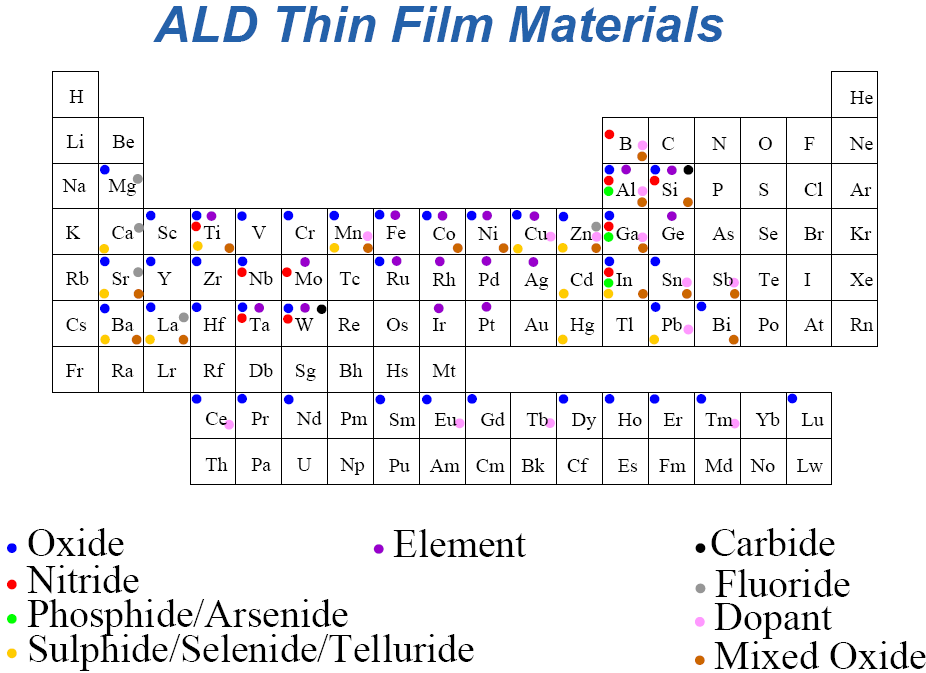 ALD Thin Film Materials
H He
Li Be B C N O F Ne
Na Mg Al Si P S Cl Ar
K Ca Sc Ti V Cr Mn Fe Co Ni Cu Zn Ga Ge As Se Br Kr
Rb Sr Y Zr Nb Mo Tc Ru Rh Pd Ag Cd In Sn Sb Te I Xe
Cs Ba La Hf Ta W Re Os Ir Pt Au Hg Tl Pb Bi Po At Rn
Fr Ra Lr Rf Db Sg Bh Hs Mt
Ce Pr Nd Pm Sm Eu Gd Tb Dy Ho Er Tm Yb Lu
Th Pa U Np Pu Am Cm Bk Cf Es Fm Md No Lw
Oxide Element Carbide
Nitride Fluoride
Phosphide/Arsenide Dopant
Sulphide/Selenide/Telluride Mixed Oxide